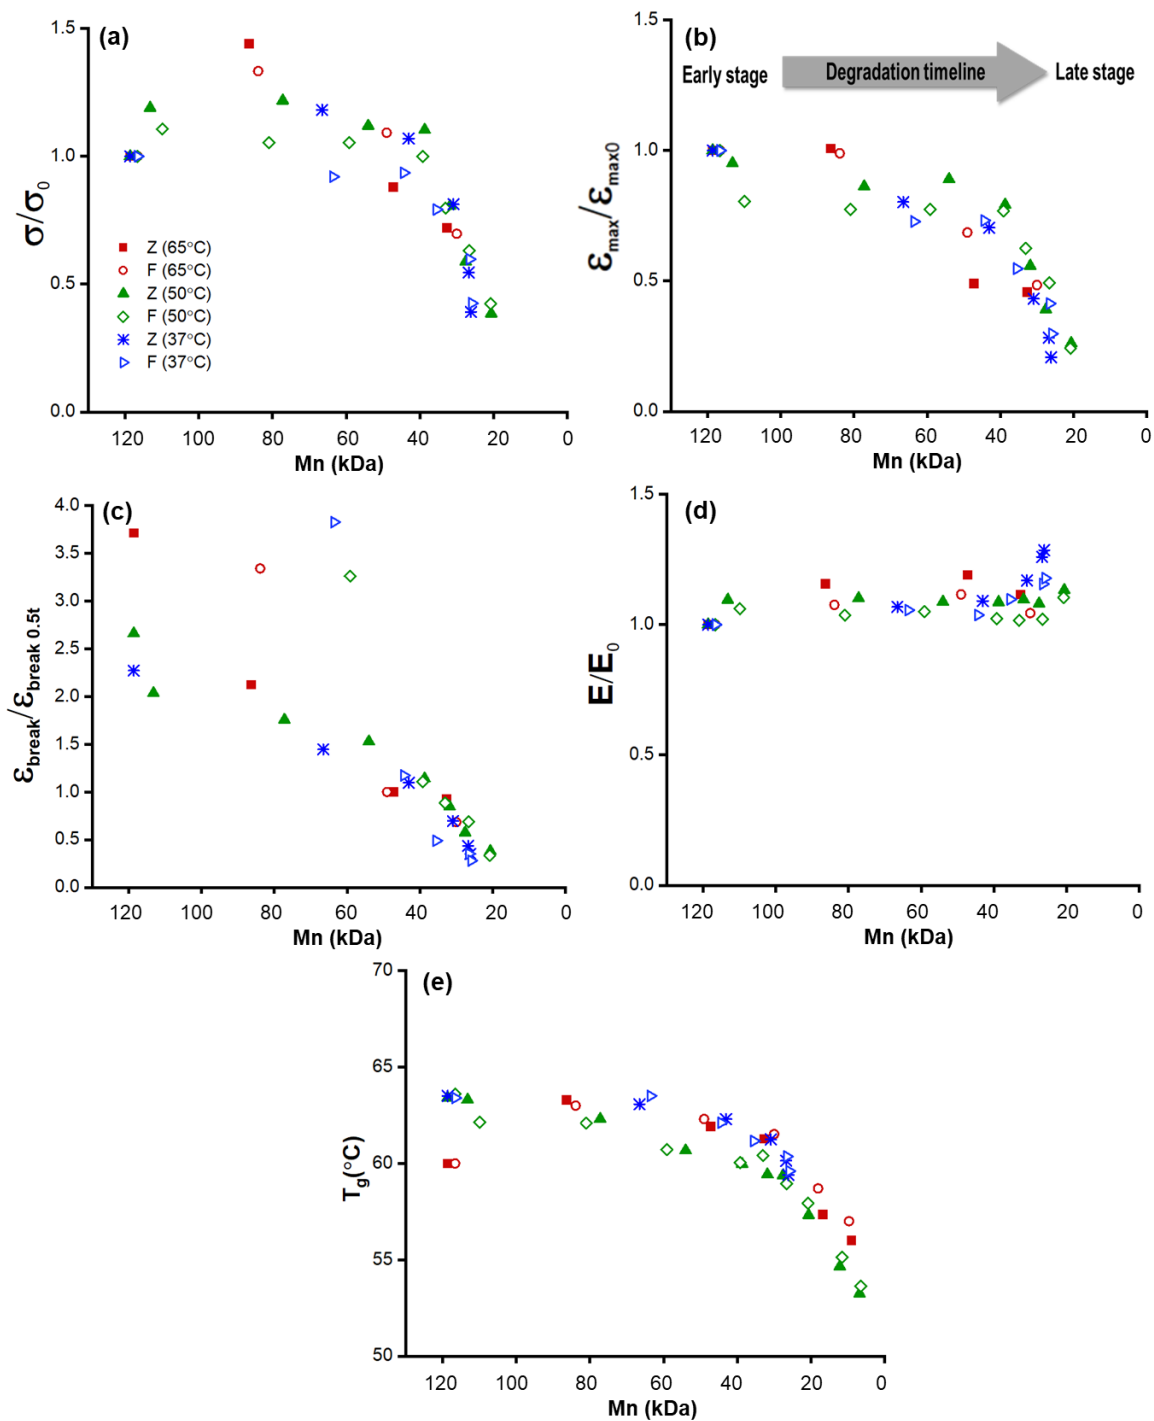 (a)
1.5
1.0
0.5
0.0
σ/σ0
Z (65°C)
F (65°C)
Z (50°C)
F (50°C)
Z (37°C)
F (37°C)
120 100 80 60 40 20 0
Mn (kDa)
(b)
Early stage
Degradation timeline
Late stage
1.5
1.0
0.5
0.0
εmax/εmax0
120 100 80 60 40 20 0
Mn (kDa)
(c)
4.0
3.5
3.0
2.5
2.0
1.5
1.0
0.5
0.0
εbreak/εbreak 0.5t
120 100 80 60 40 20 0
Mn (kDa)
(d)
1.5
1.0
0.5
0.0
E/E0
120 100 80 60 40 20 0
Mn (kDa)
(e)
70
65
60
55
50
Tg(°C)
120 100 80 60 40 20 0
Mn (kDa)